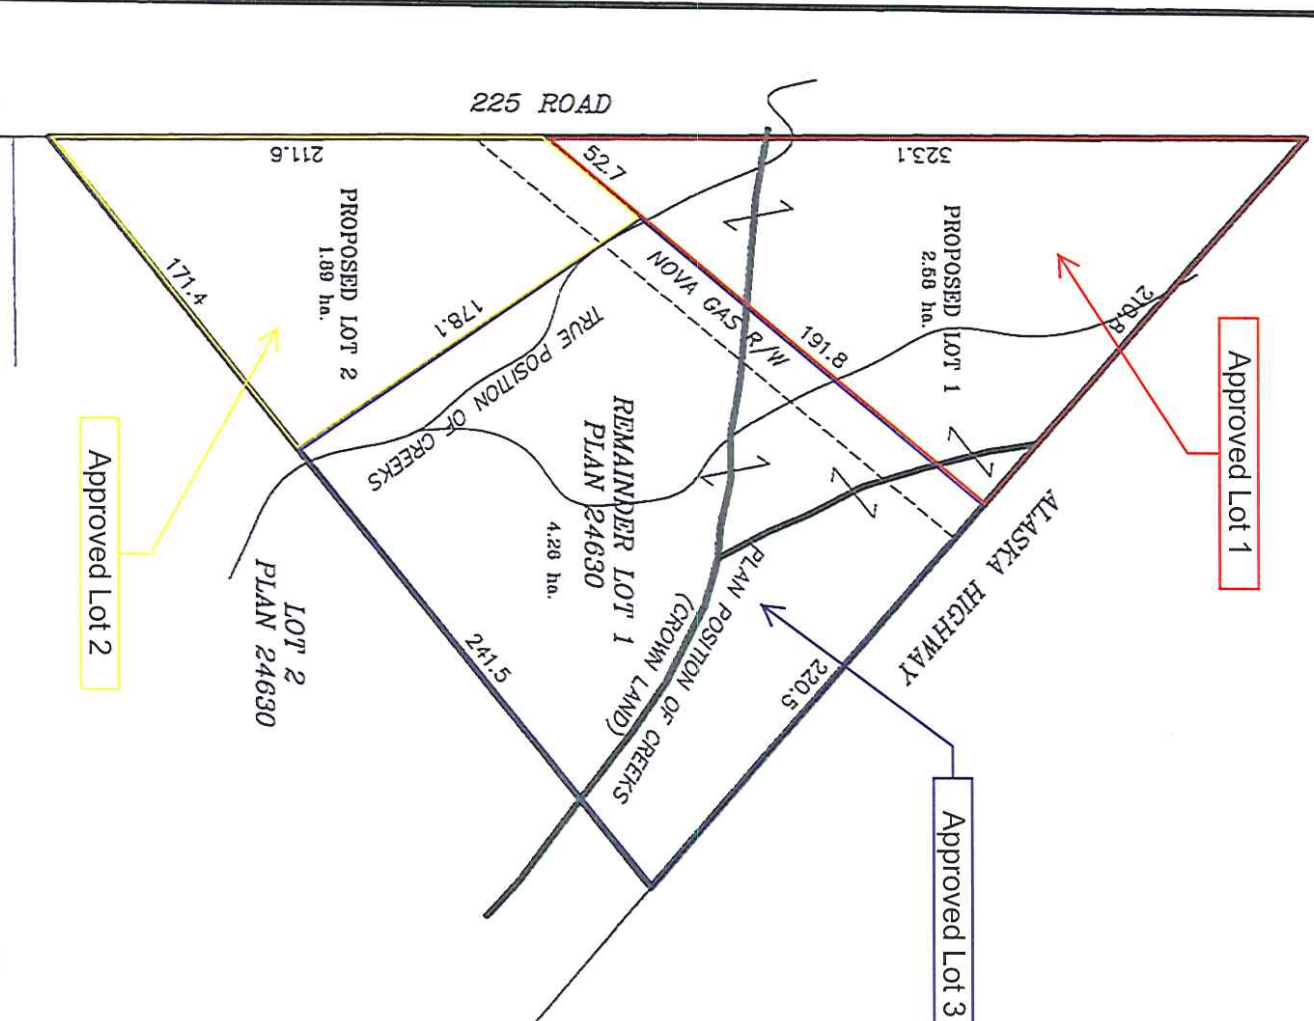 225 ROAD
211.6
52.7
323.1
PROPOSED LOT 2
1.89 ha.
PROPOSED LOT 1
2.58 ha.
171.4
178.1
NOVA GAS R/W
191.8
TRUE POSITION OF CREEKS
REMAINDER LOT 1
PLAN 24630
4.26 ha.
ALASKA HIGHWAY
PLAN POSITION OF CREEKS
(CROWN LAND)
220.5
241.5
LOT 2
PLAN 24630
Approved Lot 1
Approved Lot 2
Approved Lot 3